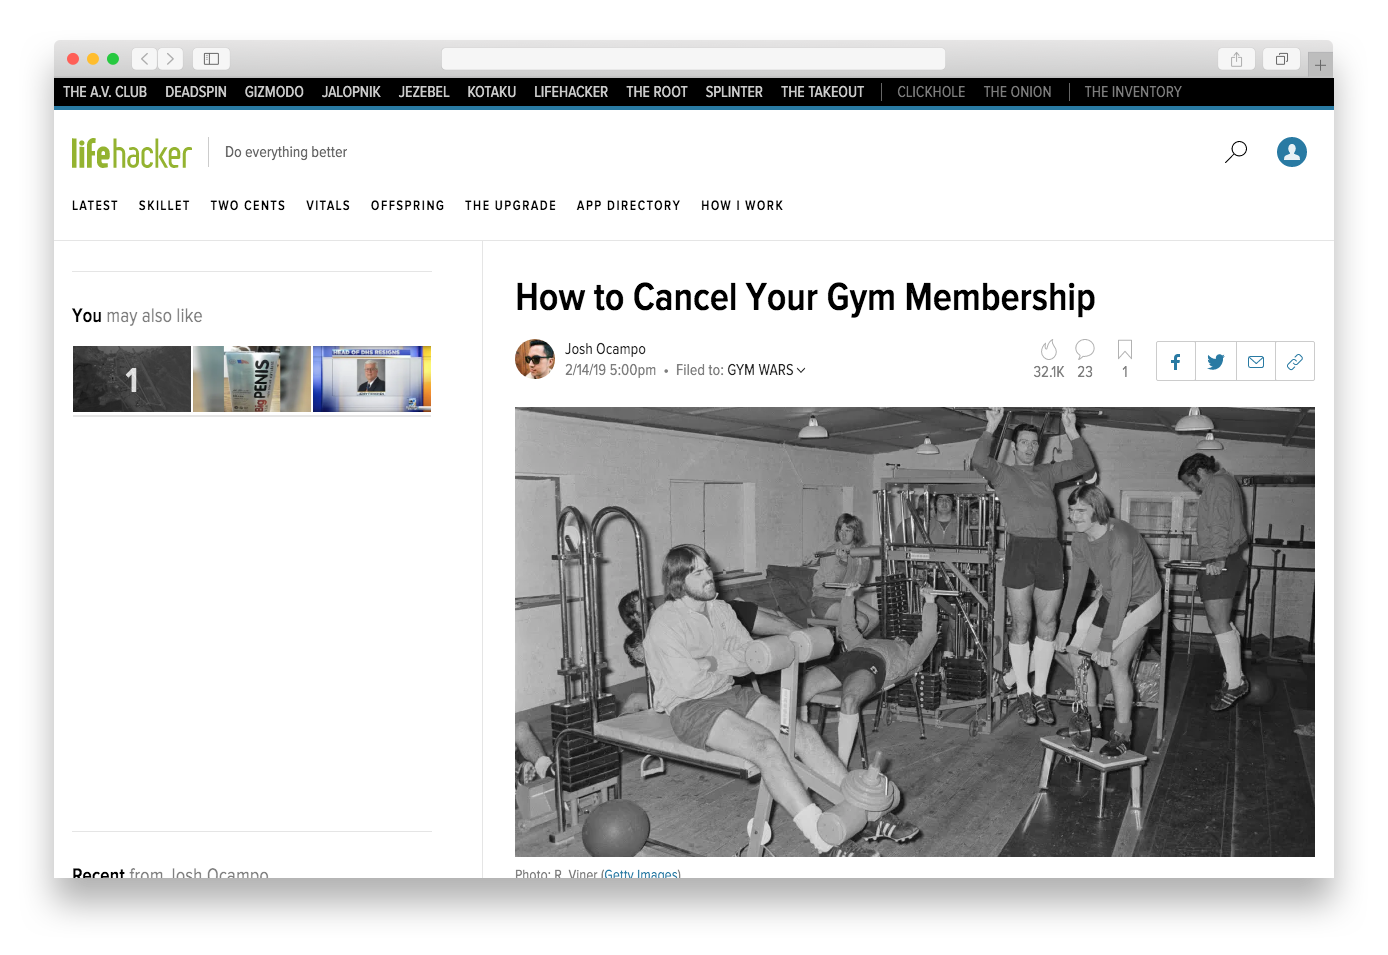 THE A.V. CLUB DEADSPIN GIZMODO JALOPNIK JEZEBEL KOTAKU LIFEHACKER THE ROOT SPLINTER THE TAKEOUT CLICKHOLE THE ONION THE INVENTORY
lifehacker Do everything better
LATEST SKILLET TWO CENTS VITALS OFFSPRING THE UPGRADE APP DIRECTORY HOW I WORK
You may also like
1
Big PENIS
HEAD OF DHS RESIGNS
Recent from Josh Ocampo
How to Cancel Your Gym Membership
Josh Ocampo
2/14/19 5:00pm • Filed to: GYM WARS
32.1K 23 1
Photo: R. Viner (Getty Images)